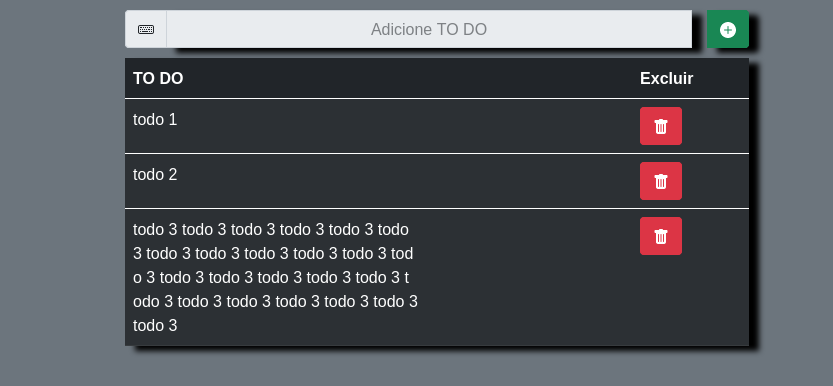 Adicione TO DO
TO DO Excluir
todo 1
todo 2
todo 3 todo 3 todo 3 todo 3 todo 3 todo
3 todo 3 todo 3 todo 3 todo 3 todo 3 tod
o 3 todo 3 todo 3 todo 3 todo 3 todo 3 t
odo 3 todo 3 todo 3 todo 3 todo 3 todo 3
todo 3